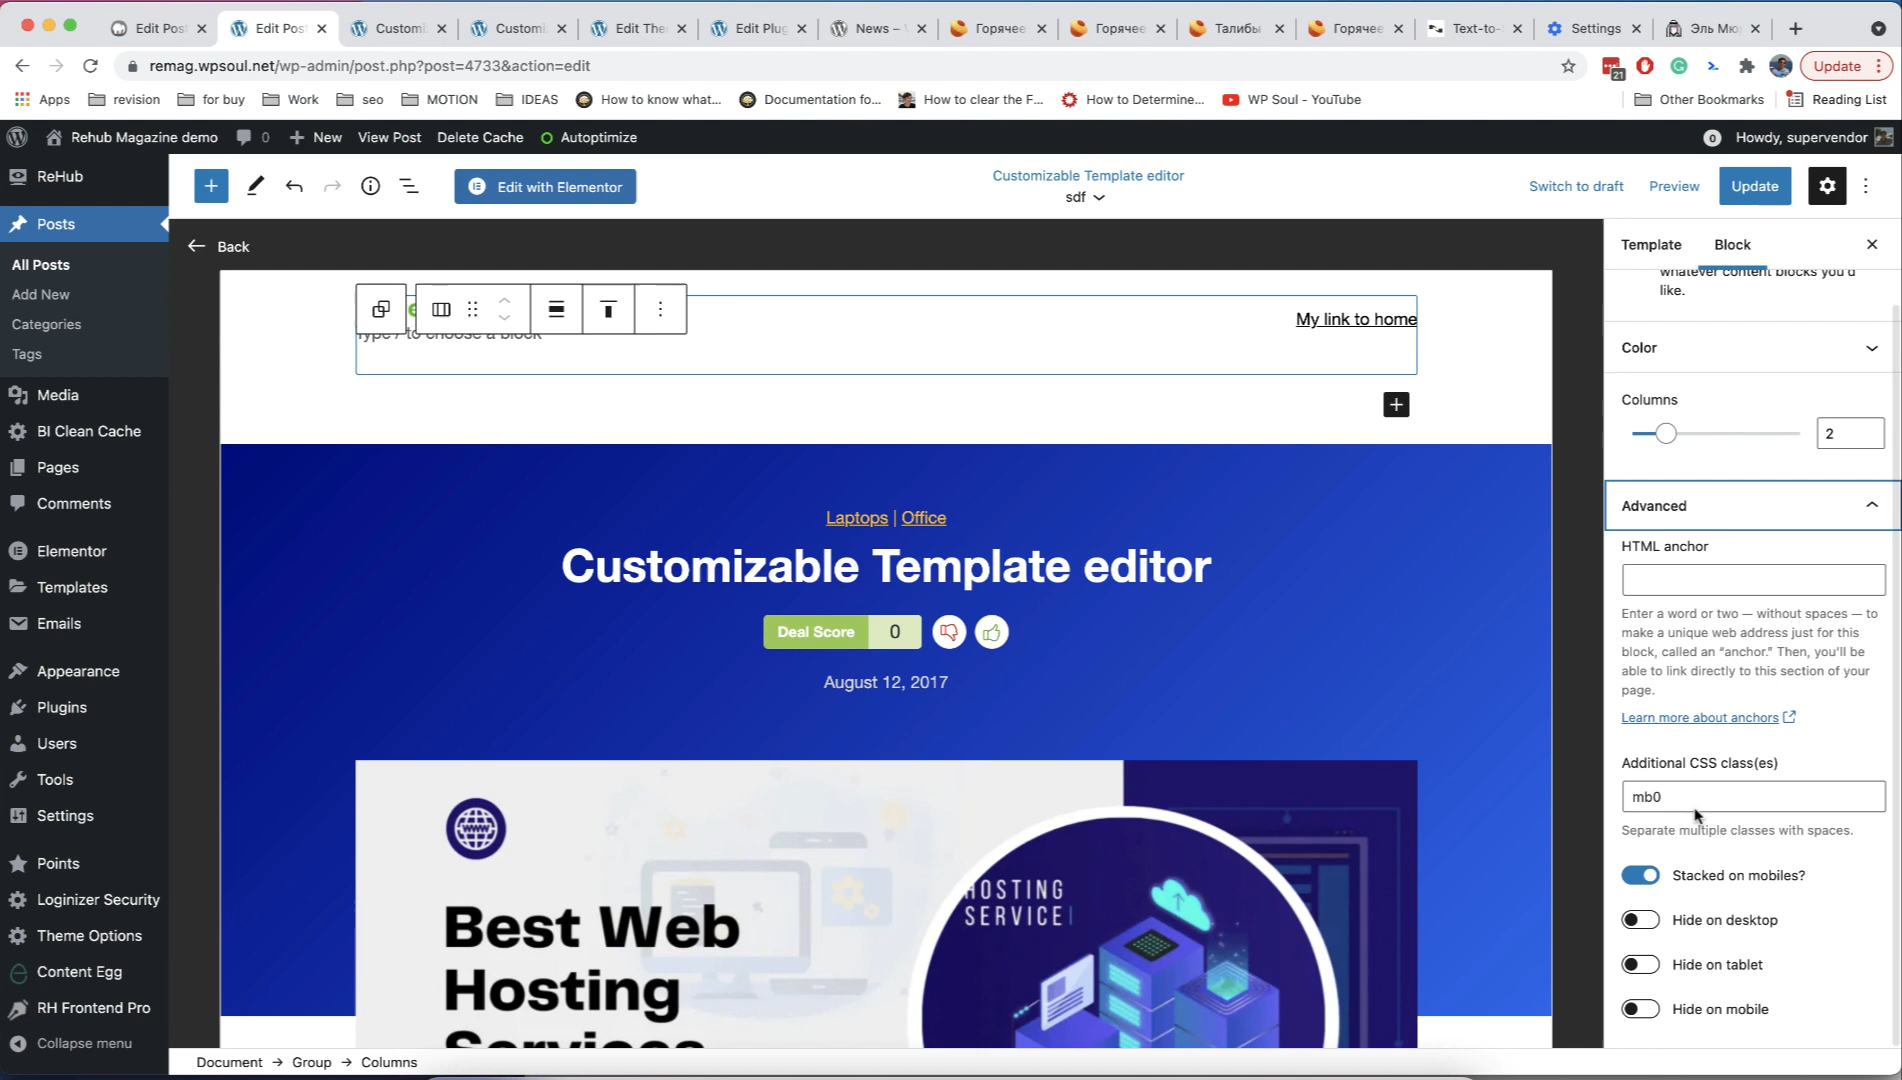 Edit Post
Edit Post
Customi
Customi
Edit The
Edit Plug
News –
Горячее
Горячее
Талибы
Горячее
Text-to-
Settings
Эль Мю
remag.wpsoul.net/wp-admin/post.php?post=4733&action=edit
21
Update
Apps
revision
for buy
Work
seo
MOTION
IDEAS
How to know what...
Documentation fo...
How to clear the F...
How to Determine...
WP Soul - YouTube
Other Bookmarks
Reading List
Rehub Magazine demo
0
New
View Post
Delete Cache
Autoptimize
0
Howdy, supervendor
ReHub
Posts
All Posts
Add New
Categories
Tags
Media
BI Clean Cache
Pages
Comments
Elementor
Templates
Emails
Appearance
Plugins
Users
Tools
Settings
Points
Loginizer Security
Theme Options
Content Egg
RH Frontend Pro
Collapse menu
Edit with Elementor
Customizable Template editor
sdf
Switch to draft
Preview
Update
Back
My link to home
Type / to choose a block
Laptops | Office
Customizable Template editor
Deal Score 0
August 12, 2017
HOSTING
SERVICE
Best Web
Hosting
Services
Document → Group → Columns
Template
Block
whatever content blocks you'd
like.
Color
Columns
2
Advanced
HTML anchor
Enter a word or two — without spaces — to
make a unique web address just for this
block, called an “anchor.” Then, you'll be
able to link directly to this section of your
page.
Learn more about anchors
Additional CSS class(es)
mb0
Separate multiple classes with spaces.
Stacked on mobiles?
Hide on desktop
Hide on tablet
Hide on mobile